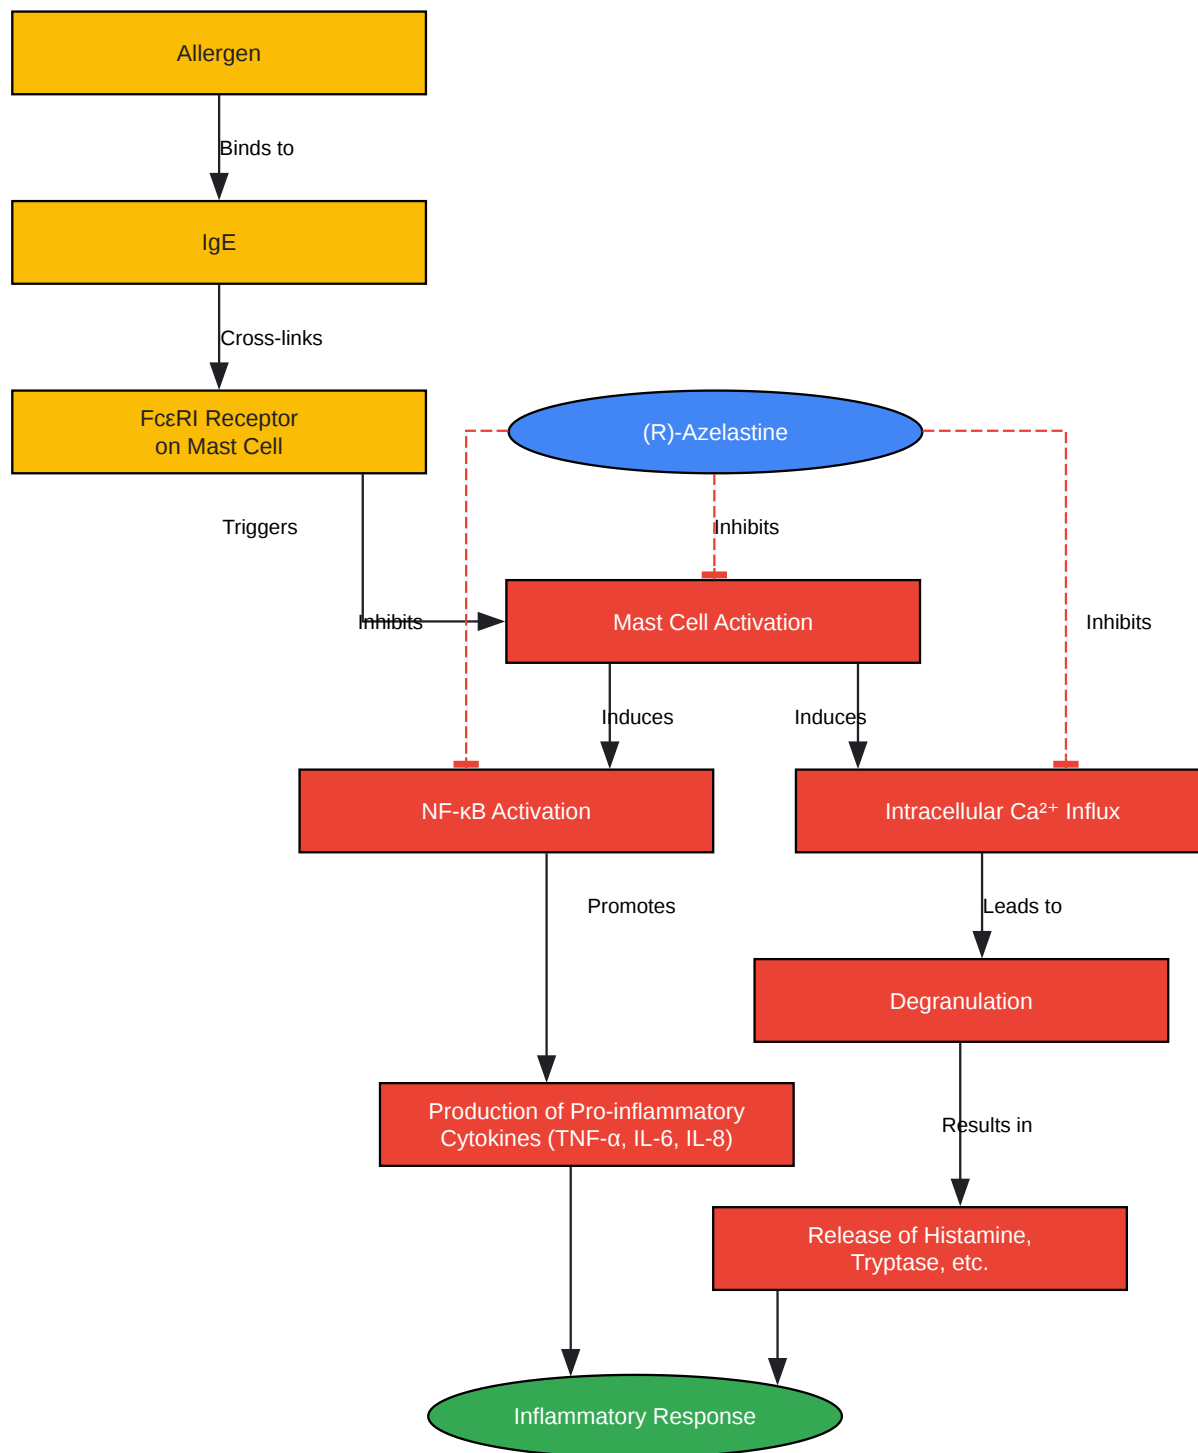 Allergen
Binds to
IgE
Cross-links
FcεRI Receptor
on Mast Cell
(R)-Azelastine
Triggers
Inhibits
Inhibits
Mast Cell Activation
Inhibits
Induces
Induces
NF-κB Activation
Intracellular Ca²⁺ Influx
Promotes
Leads to
Degranulation
Production of Pro-inflammatory
Cytokines (TNF-α, IL-6, IL-8)
Results in
Release of Histamine,
Tryptase, etc.
Inflammatory Response